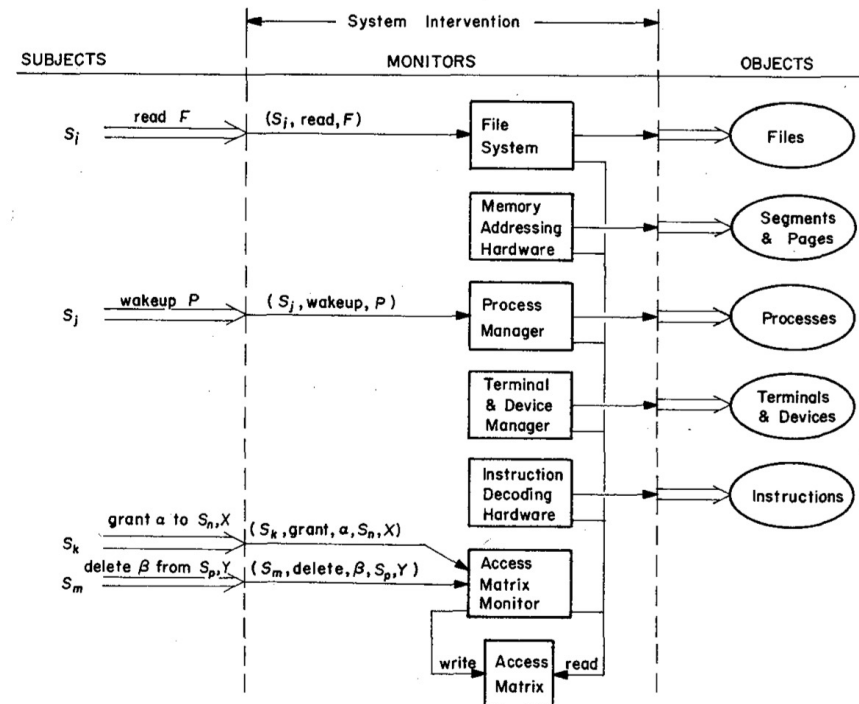 System Intervention
SUBJECTS MONITORS OBJECTS
S_i read F (S_i, read, F) File System Files
Memory Addressing Hardware Segments & Pages
S_j wakeup P (S_j, wakeup, P) Process Manager Processes
Terminal & Device Manager Terminals & Devices
Instruction Decoding Hardware Instructions
S_k grant α to S_n, X (S_k, grant, α, S_n, X)
S_m delete β from S_p, Y (S_m, delete, β, S_p, Y) Access Matrix Monitor
write Access Matrix read